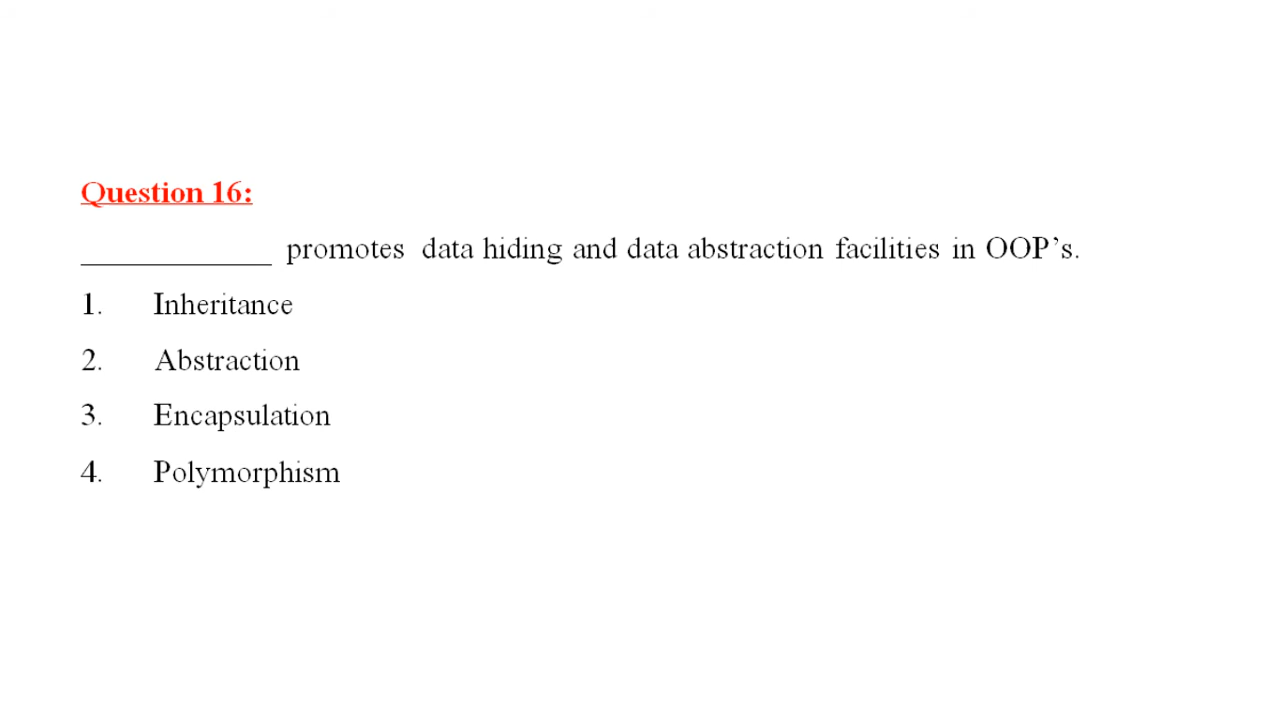 Question 16:
____________ promotes data hiding and data abstraction facilities in OOP’s.
1. Inheritance
2. Abstraction
3. Encapsulation
4. Polymorphism